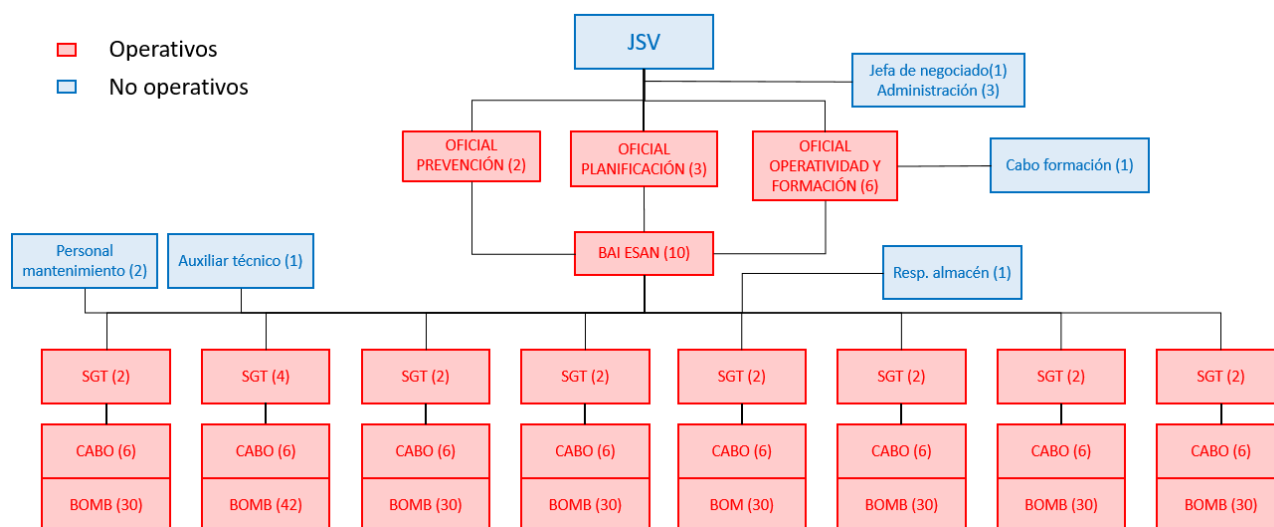 JSV
Operativos
No operativos
Jefa de negociado(1)
Administración (3)
OFICIAL
PREVENCIÓN (2)
OFICIAL
PLANIFICACIÓN (3)
OFICIAL
OPERATIVIDAD Y
FORMACIÓN (6)
Cabo formación (1)
Personal
mantenimiento (2)
Auxiliar técnico (1)
BAI ESAN (10)
Resp. almacén (1)
SGT (2)
SGT (4)
SGT (2)
SGT (2)
SGT (2)
SGT (2)
SGT (2)
SGT (2)
CABO (6)
CABO (6)
CABO (6)
CABO (6)
CABO (6)
CABO (6)
CABO (6)
CABO (6)
BOMB (30)
BOMB (42)
BOMB (30)
BOMB (30)
BOM (30)
BOMB (30)
BOMB (30)
BOMB (30)